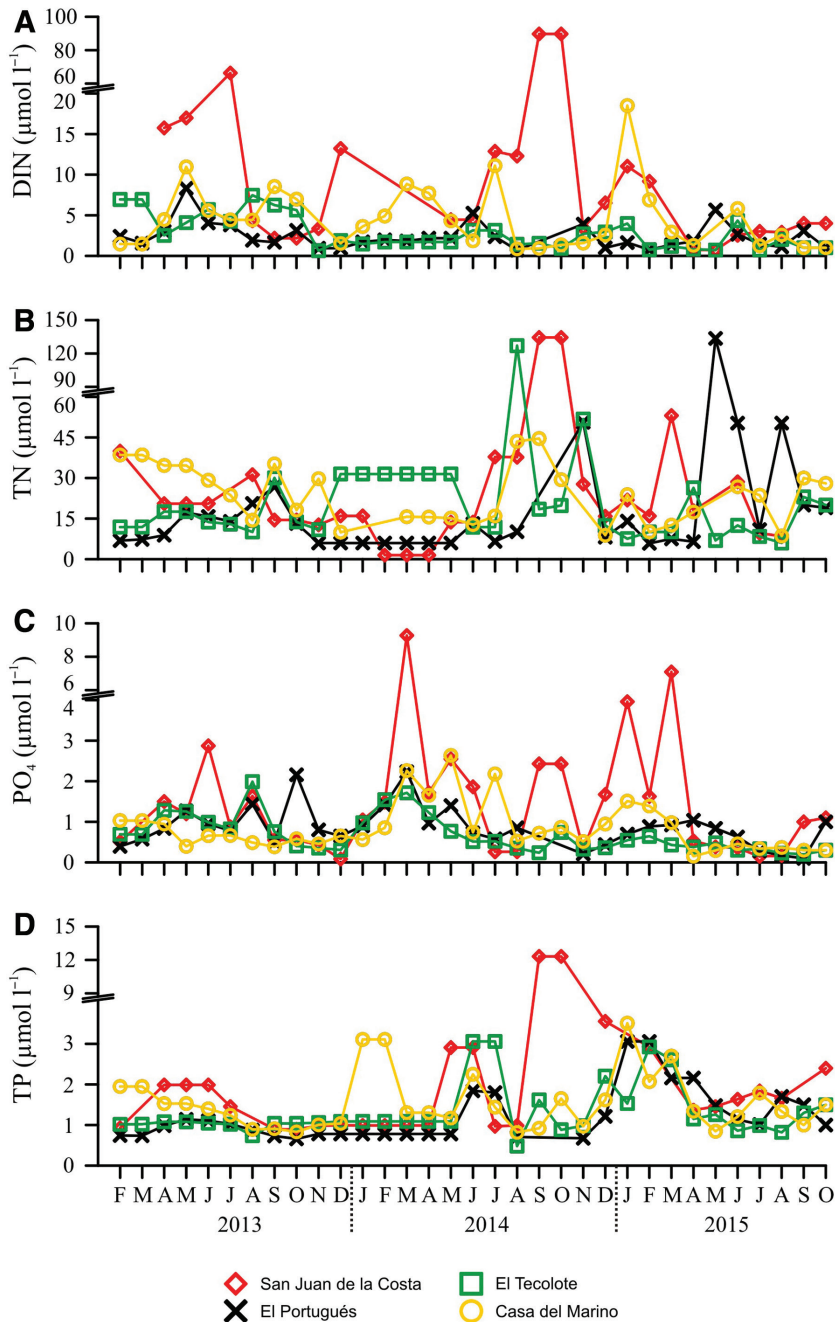 A
DIN (µmol l⁻¹)
100
80
60
20
15
10
5
0
B
TN (µmol l⁻¹)
150
120
90
60
45
30
15
0
C
PO₄ (µmol l⁻¹)
10
8
6
4
3
2
1
0
D
TP (µmol l⁻¹)
15
12
9
3
2
1
0
F M A M J J A S O N D J F M A M J J A S O N D J F M A M J J A S O
2013 2014 2015
San Juan de la Costa El Tecolote
El Portugués Casa del Marino